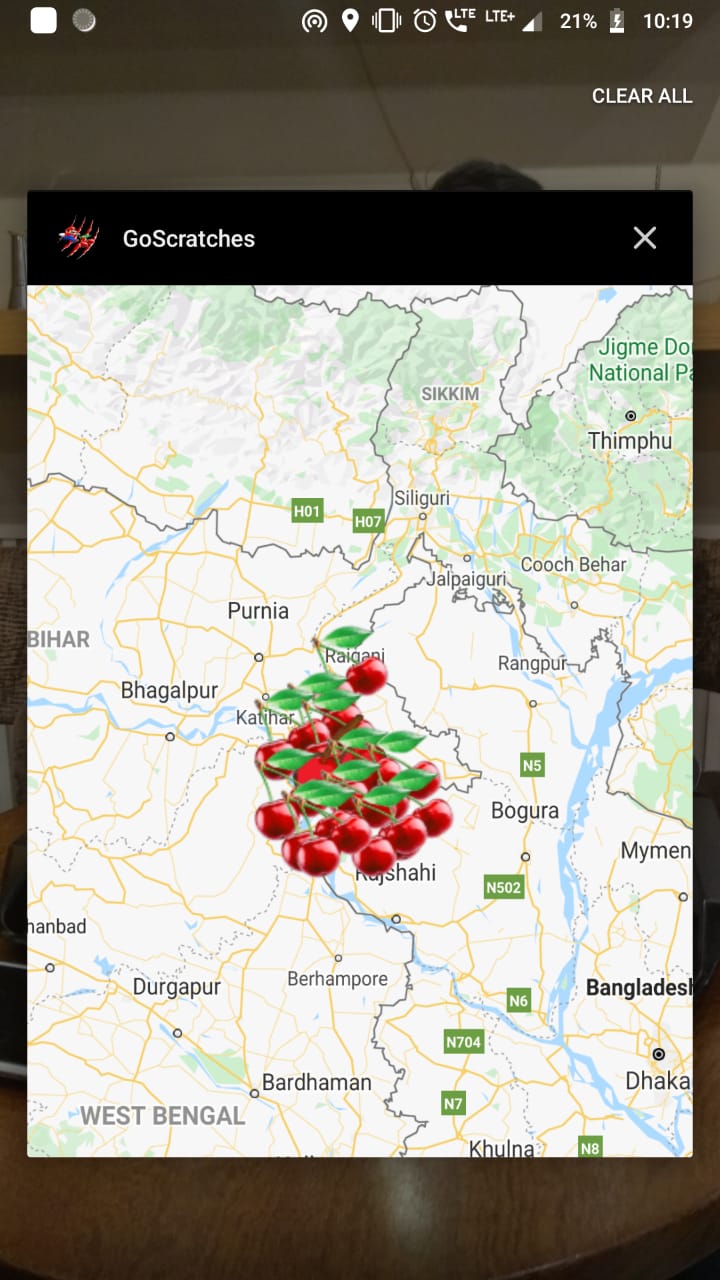 LTE LTE+ 21% 10:19
CLEAR ALL
GoScratches
Jigme Do
National Pa
SIKKIM
Thimphu
Siliguri
H01
H07
Cooch Behar
Jalpaiguri
Purnia
BIHAR
Raiganj
Rangpur
Bhagalpur
Katihar
N5
Bogura
Mymen
Rajshahi
N502
hanbad
Berhampore
Durgapur
Bangladesh
N6
N704
Dhaka
Bardhaman
N7
WEST BENGAL
Khulna
N8